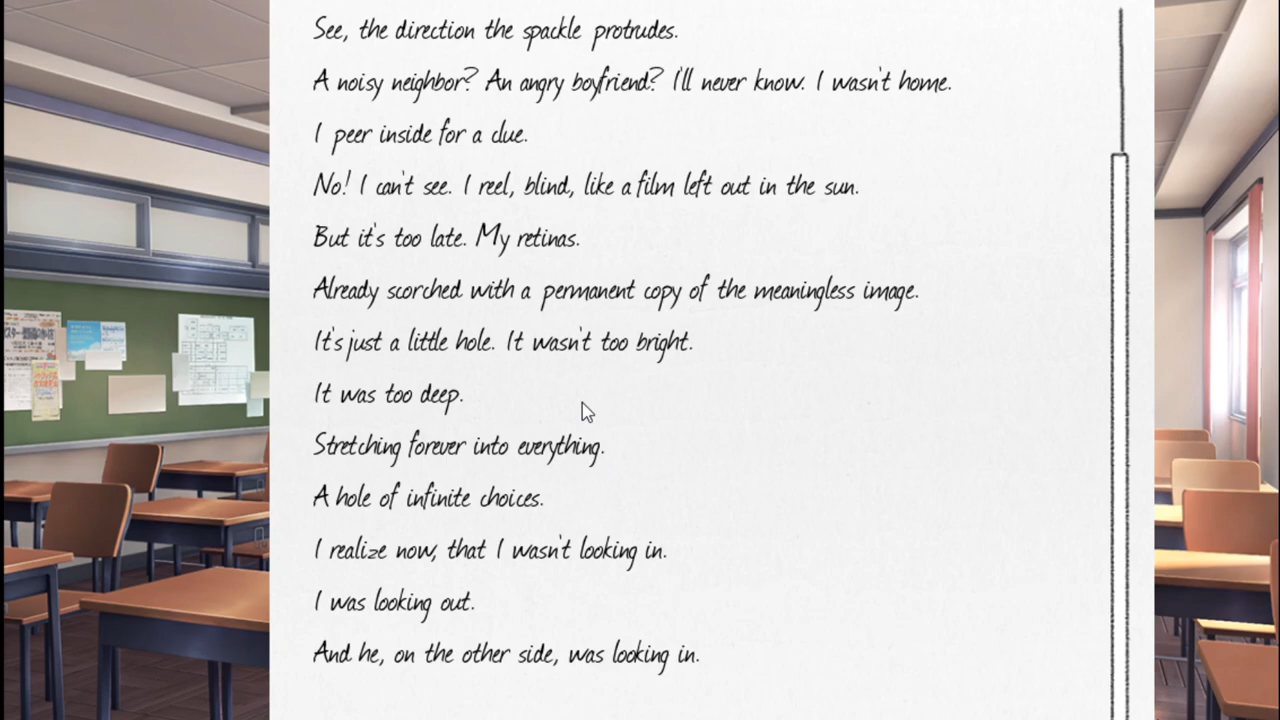 See, the direction the spackle protrudes.
A noisy neighbor? An angry boyfriend? I'll never know. I wasn't home.
I peer inside for a clue.
No! I can't see. I reel, blind, like a film left out in the sun.
But it's too late. My retinas.
Already scorched with a permanent copy of the meaningless image.
It's just a little hole. It wasn't too bright.
It was too deep.
Stretching forever into everything.
A hole of infinite choices.
I realize now, that I wasn't looking in.
I was looking out.
And he, on the other side, was looking in.